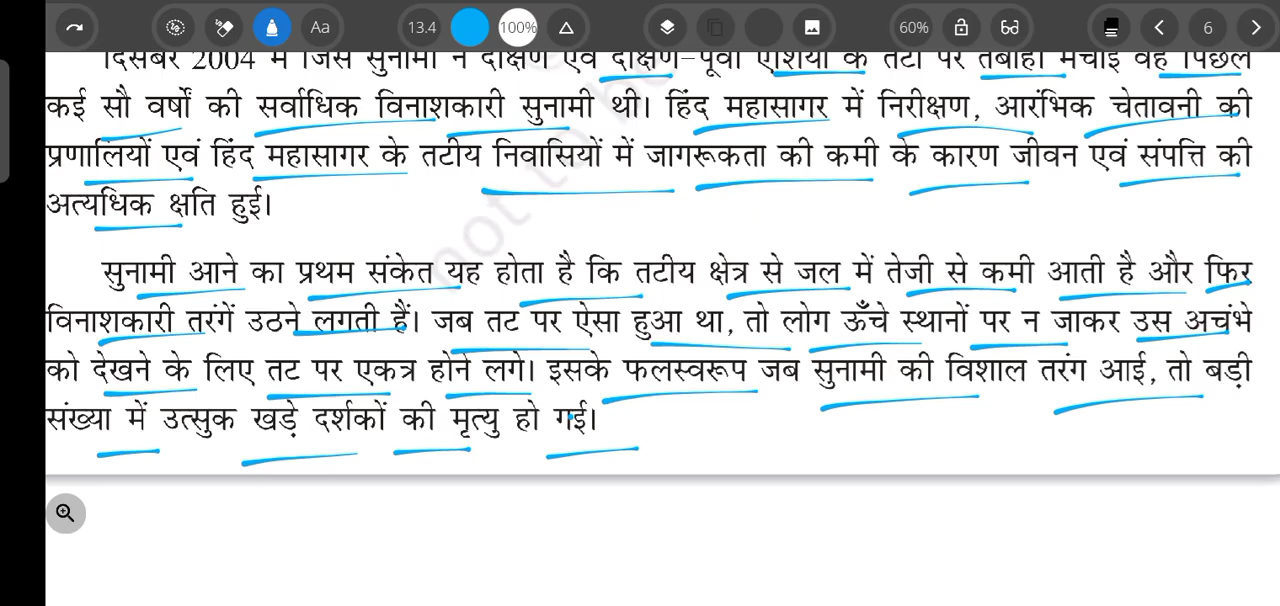 Aa 13.4 100% 60% 6
दिसंबर 2004 में जिस सुनामी ने दक्षिण एवं दक्षिण-पूर्वी एशिया के तटों पर तबाही मचाई वह पिछले
कई सौ वर्षों की सर्वाधिक विनाशकारी सुनामी थी। हिंद महासागर में निरीक्षण, आरंभिक चेतावनी की
प्रणालियों एवं हिंद महासागर के तटीय निवासियों में जागरूकता की कमी के कारण जीवन एवं संपत्ति की
अत्यधिक क्षति हुई।
not to be
सुनामी आने का प्रथम संकेत यह होता है कि तटीय क्षेत्र से जल में तेजी से कमी आती है और फिर
विनाशकारी तरंगें उठने लगती हैं। जब तट पर ऐसा हुआ था, तो लोग ऊँचे स्थानों पर न जाकर उस अचंभे
को देखने के लिए तट पर एकत्र होने लगे। इसके फलस्वरूप जब सुनामी की विशाल तरंग आई, तो बड़ी
संख्या में उत्सुक खड़े दर्शकों की मृत्यु हो गई।